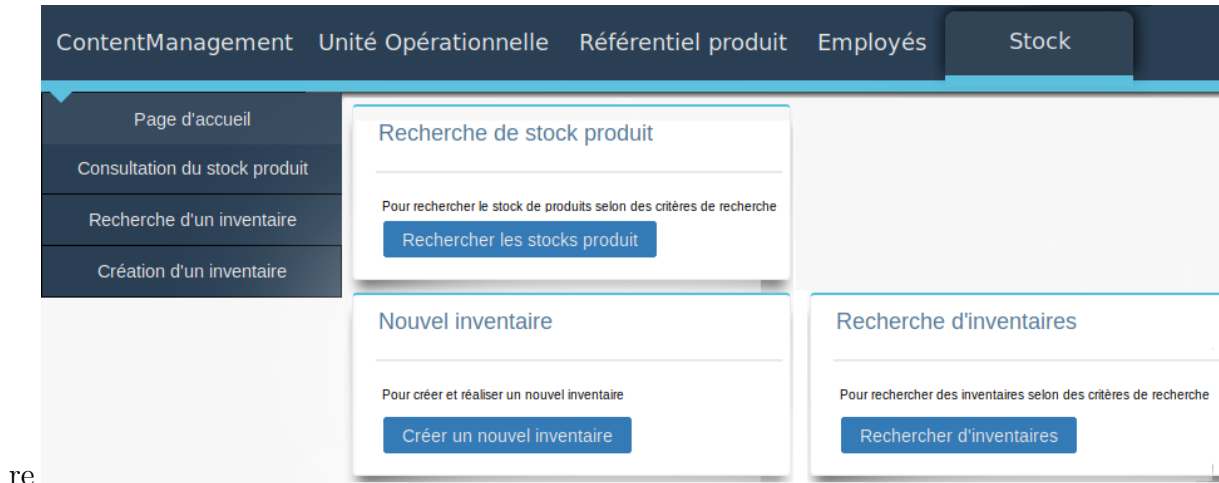 ContentManagement Unité Opérationnelle Référentiel produit Employés Stock
Page d'accueil
Consultation du stock produit
Recherche d'un inventaire
Création d'un inventaire
Recherche de stock produit
Pour rechercher le stock de produits selon des critères de recherche
Rechercher les stocks produit
Nouvel inventaire
Pour créer et réaliser un nouvel inventaire
Créer un nouvel inventaire
Recherche d'inventaires
Pour rechercher des inventaires selon des critères de recherche
Rechercher d'inventaires
re